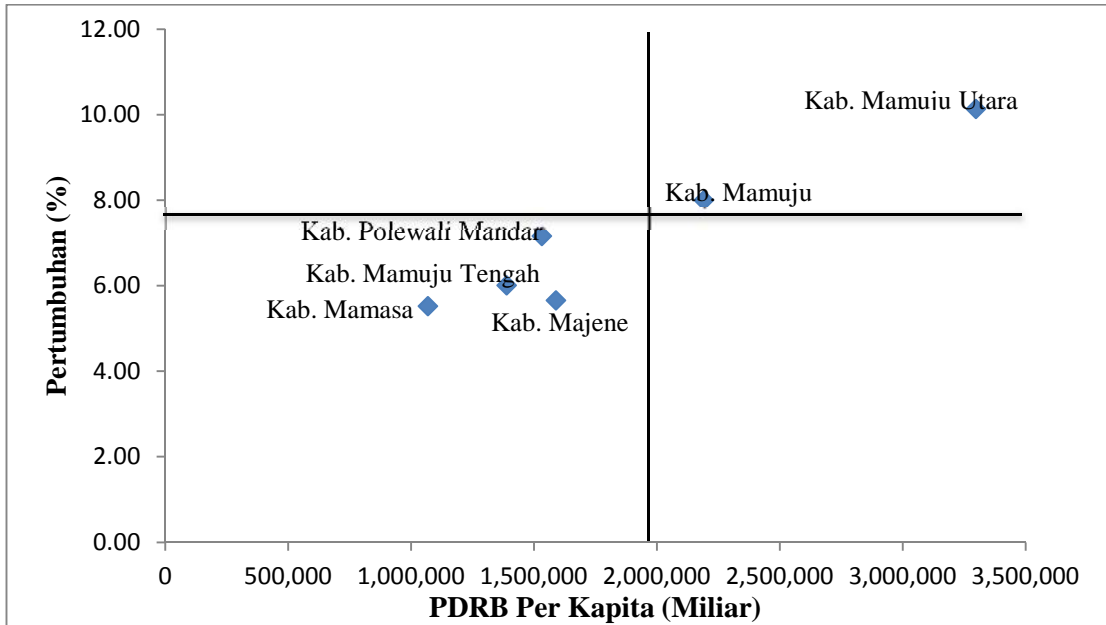 12.00
10.00
8.00
6.00
4.00
2.00
0.00
Pertumbuhan (%)
Kab. Mamuju Utara
Kab. Mamuju
Kab. Polewali Mandar
Kab. Mamuju Tengah
Kab. Mamasa
Kab. Majene
0 500,000 1,000,000 1,500,000 2,000,000 2,500,000 3,000,000 3,500,000
PDRB Per Kapita (Miliar)